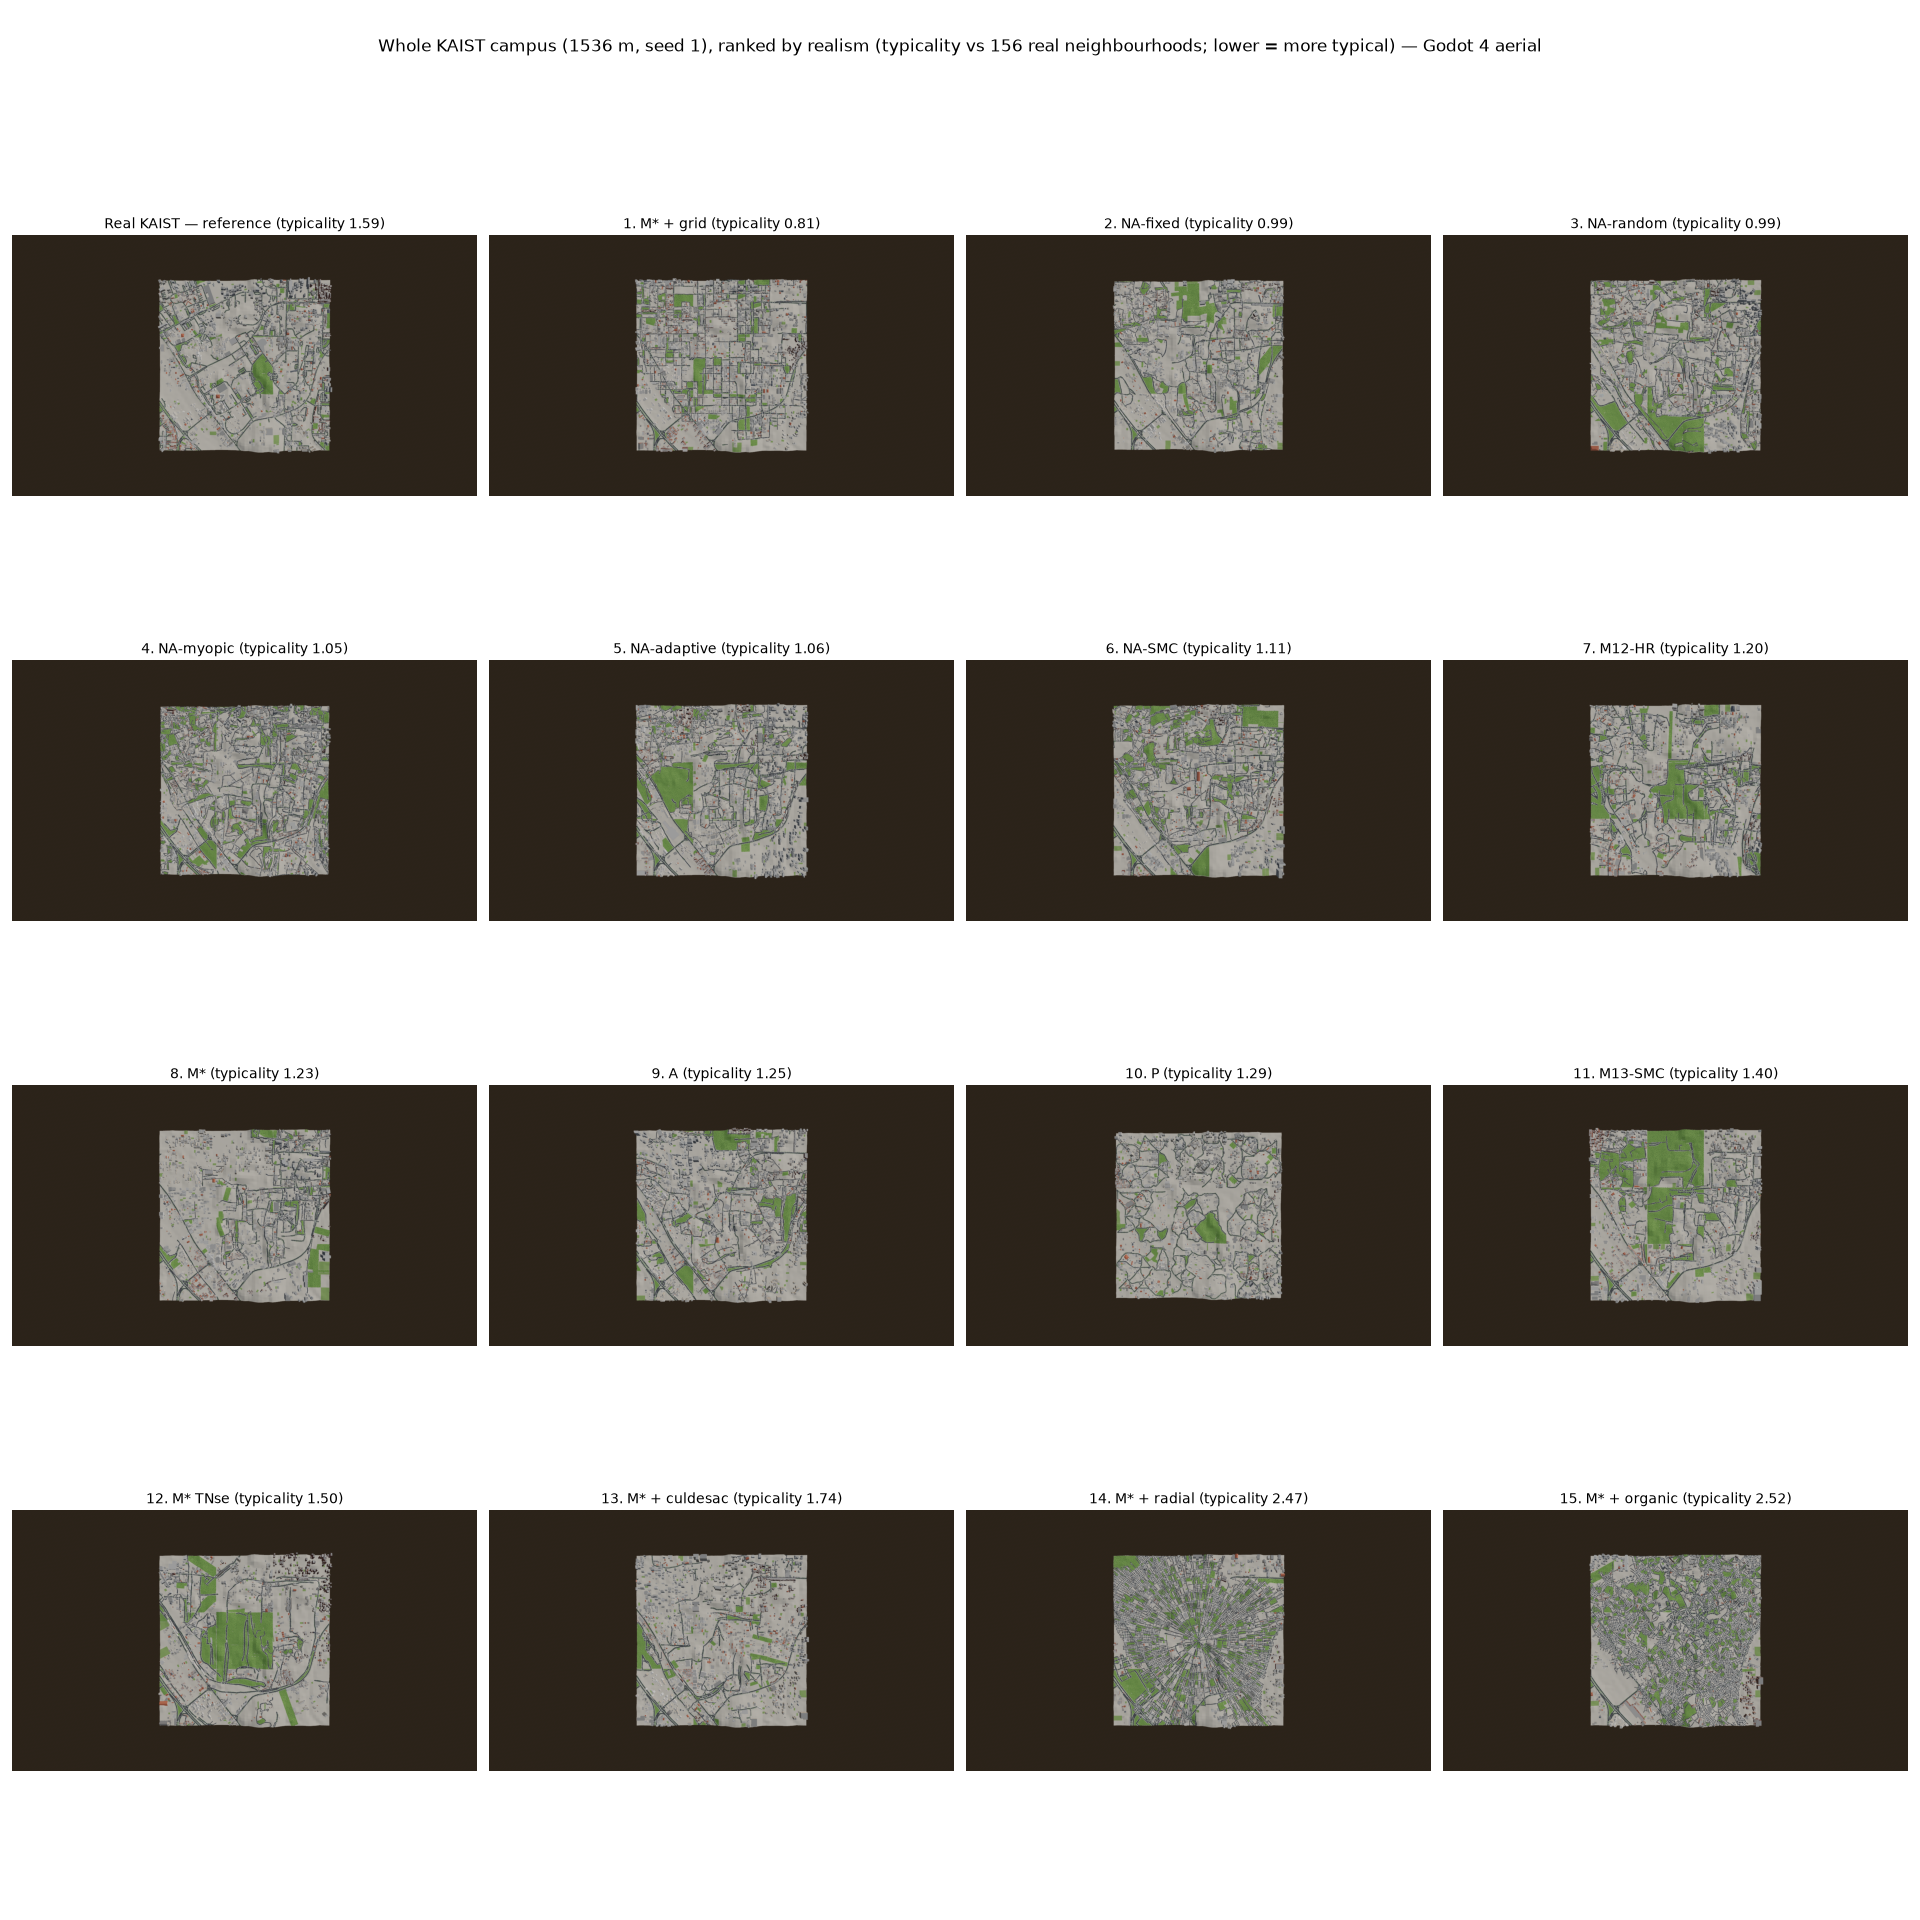 Whole KAIST campus (1536 m, seed 1), ranked by realism (typicality vs 156 real neighbourhoods; lower = more typical) — Godot 4 aerial
Real KAIST — reference (typicality 1.59)
1. M* + grid (typicality 0.81)
2. NA-fixed (typicality 0.99)
3. NA-random (typicality 0.99)
4. NA-myopic (typicality 1.05)
5. NA-adaptive (typicality 1.06)
6. NA-SMC (typicality 1.11)
7. M12-HR (typicality 1.20)
8. M* (typicality 1.23)
9. A (typicality 1.25)
10. P (typicality 1.29)
11. M13-SMC (typicality 1.40)
12. M* TNse (typicality 1.50)
13. M* + culdesac (typicality 1.74)
14. M* + radial (typicality 2.47)
15. M* + organic (typicality 2.52)